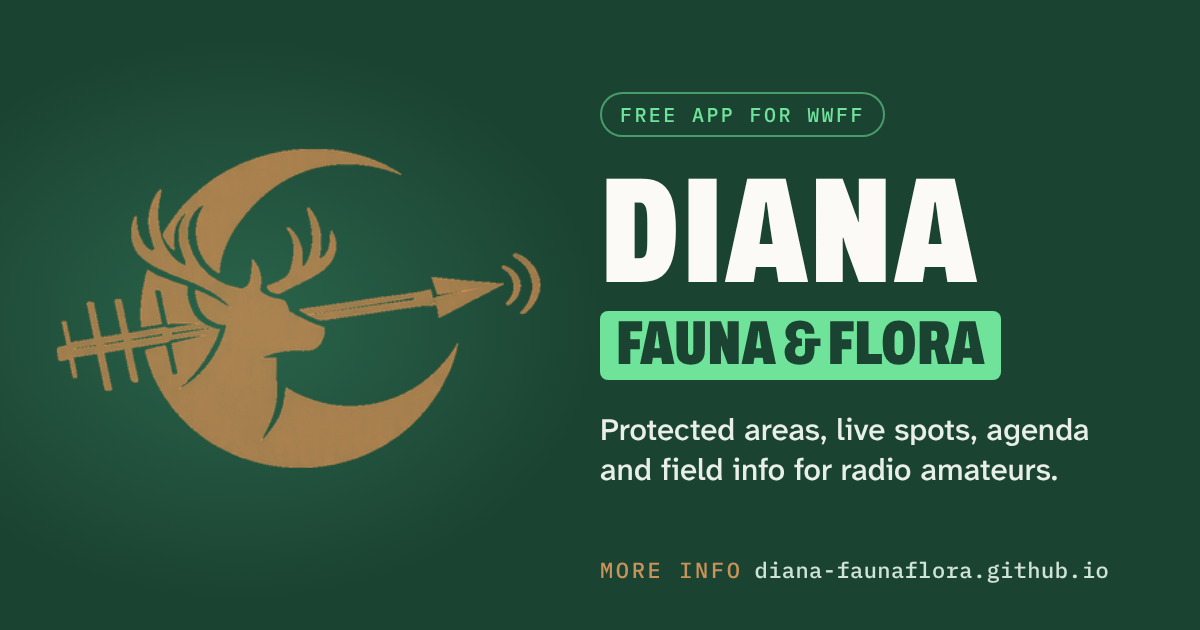 FREE APP FOR WWFF
DIANA
FAUNA & FLORA
Protected areas, live spots, agenda
and field info for radio amateurs.
MORE INFO diana-faunaflora.github.io